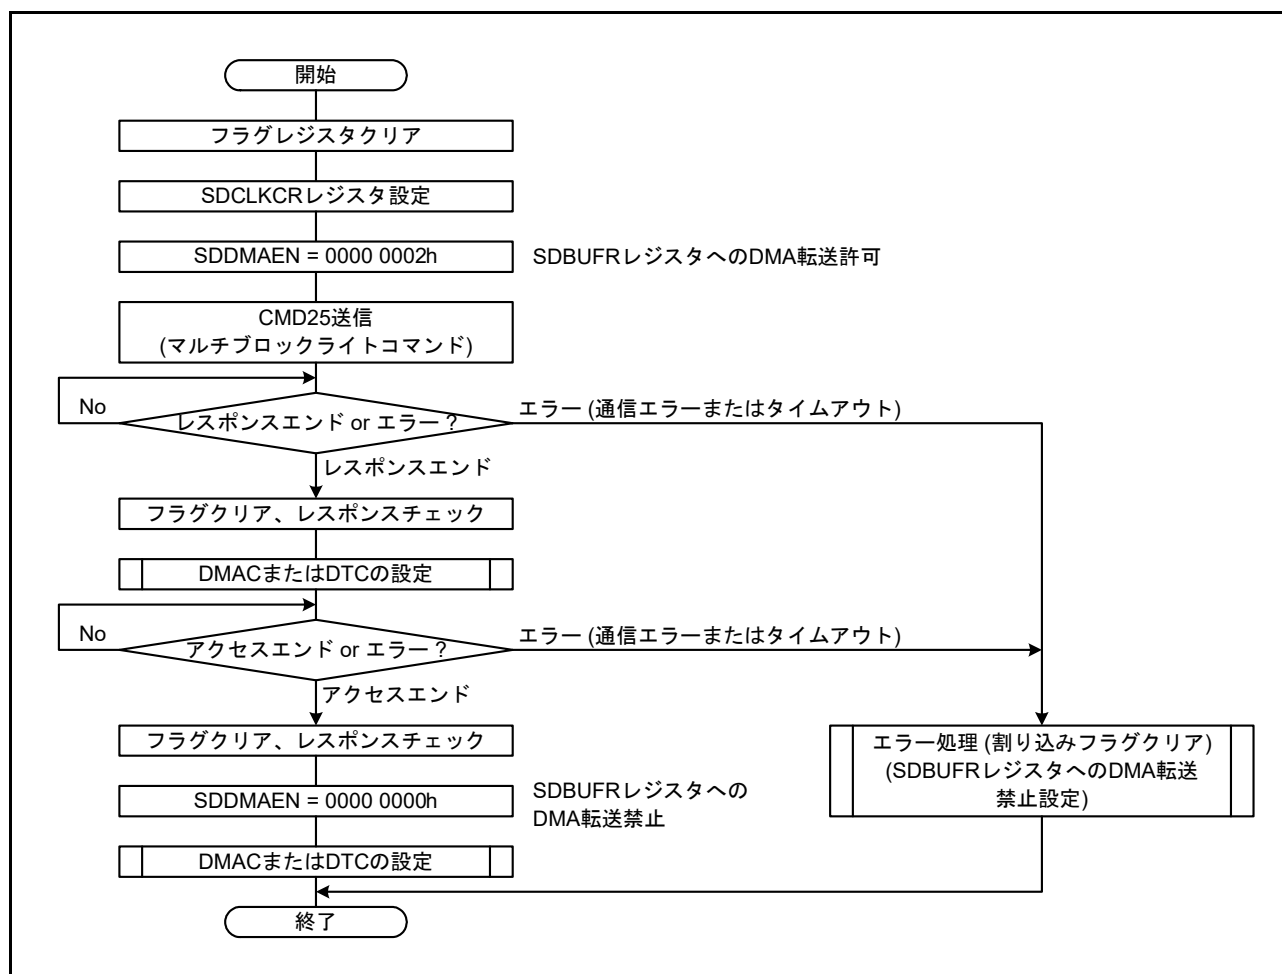 開始
フラグレジスタクリア
SDCLKCRレジスタ設定
SDDMAEN = 0000 0002h
SDBUFRレジスタへのDMA転送許可
CMD25送信
(マルチブロックライトコマンド)
No
レスポンスエンド or エラー ?
エラー (通信エラーまたはタイムアウト)
レスポンスエンド
フラグクリア、レスポンスチェック
DMACまたはDTCの設定
No
アクセスエンド or エラー ?
エラー (通信エラーまたはタイムアウト)
アクセスエンド
フラグクリア、レスポンスチェック
エラー処理 (割り込みフラグクリア)
(SDBUFRレジスタへのDMA転送
禁止設定)
SDDMAEN = 0000 0000h
SDBUFRレジスタへの
DMA転送禁止
DMACまたはDTCの設定
終了